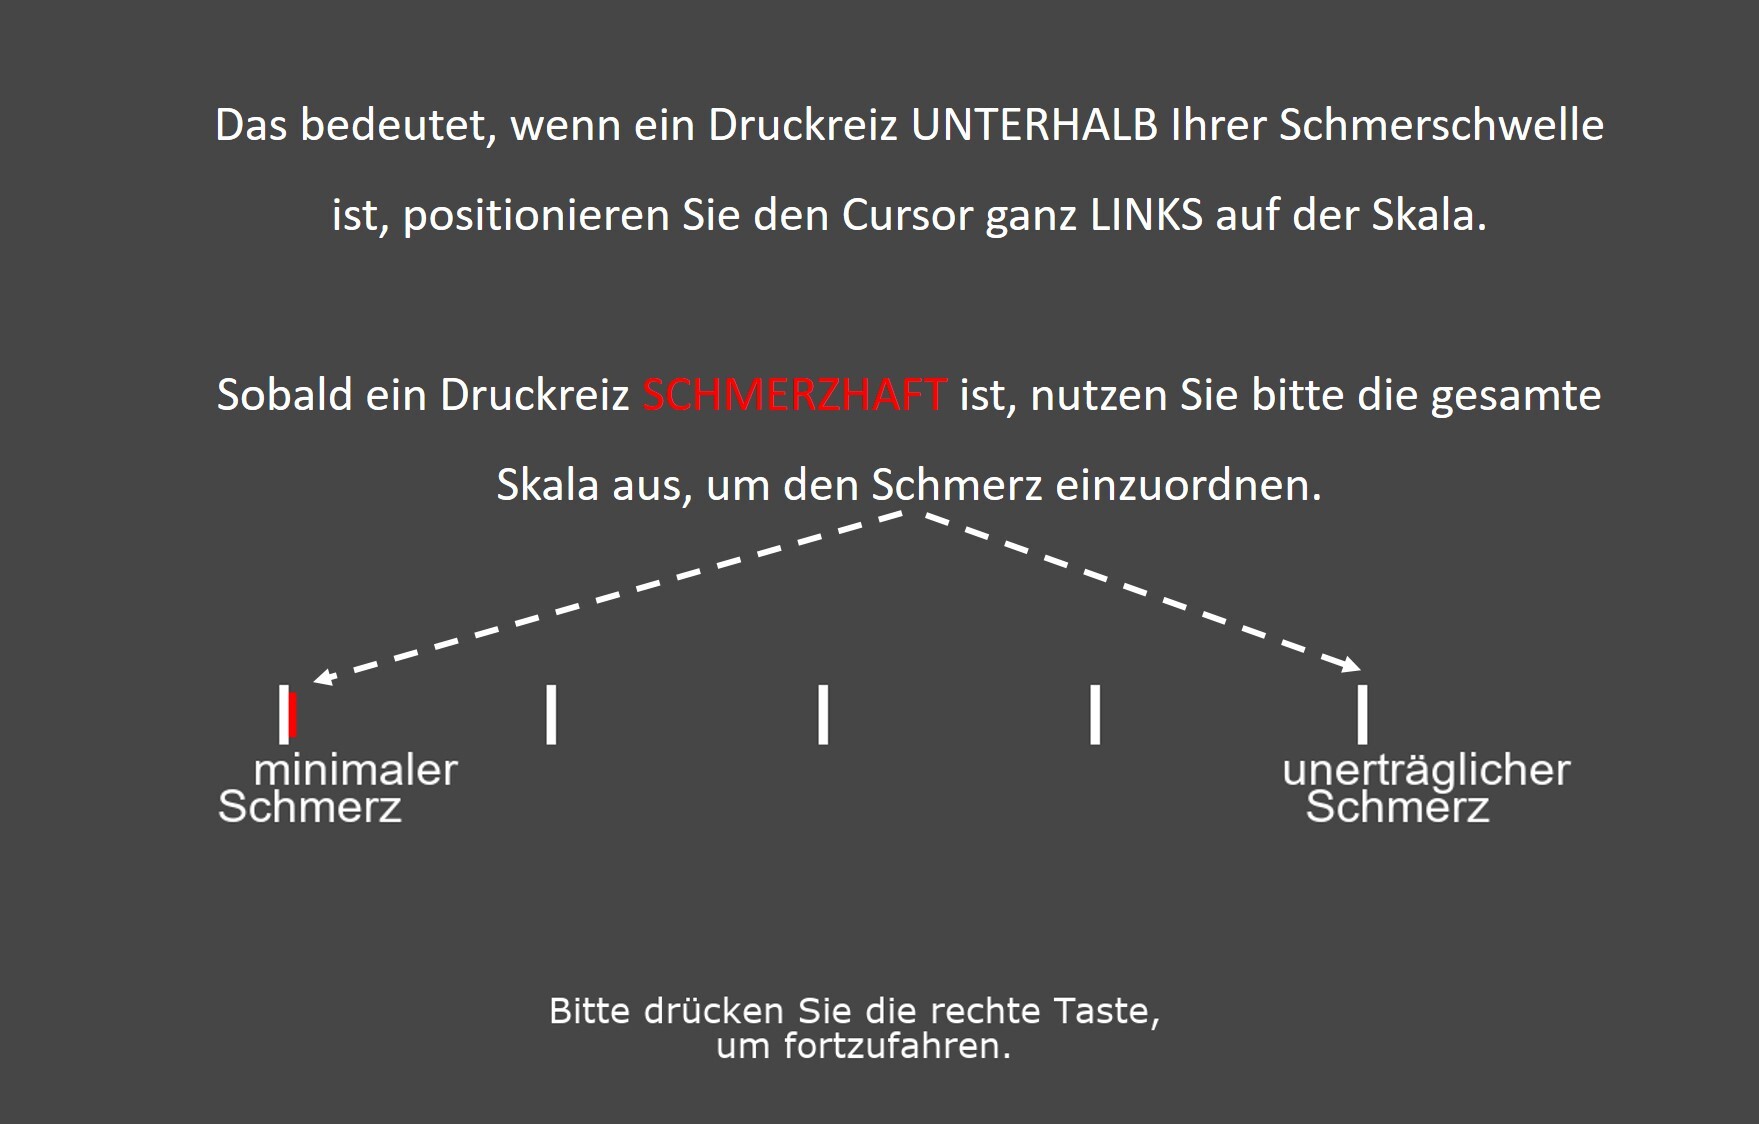 Das bedeutet, wenn ein Druckreiz UNTERHALB Ihrer Schmerschwelle
ist, positionieren Sie den Cursor ganz LINKS auf der Skala.
Sobald ein Druckreiz SCHMERZHAFT ist, nutzen Sie bitte die gesamte
Skala aus, um den Schmerz einzuordnen.
minimaler
Schmerz
unerträglicher
Schmerz
Bitte drücken Sie die rechte Taste,
um fortzufahren.